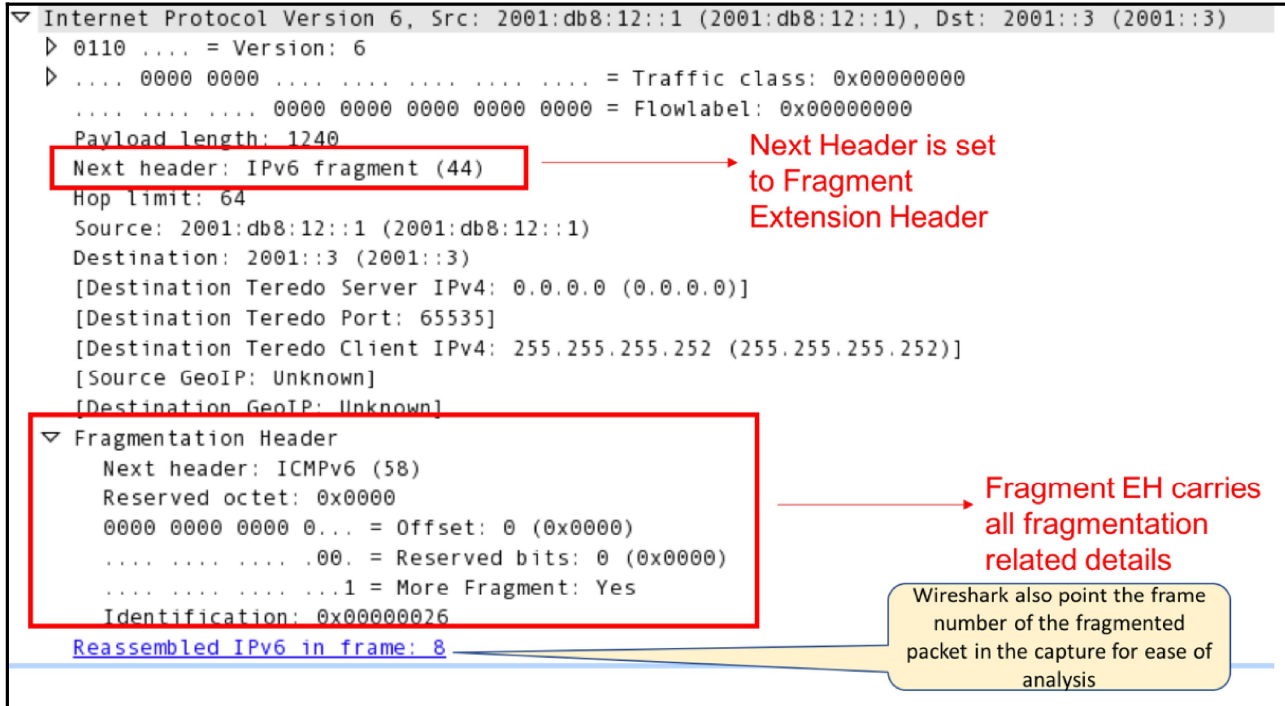 Internet Protocol Version 6, Src: 2001:db8:12::1 (2001:db8:12::1), Dst: 2001::3 (2001::3)
0110 .... = Version: 6
.... 0000 0000 .... .... .... .... .... = Traffic class: 0x00000000
.... .... .... 0000 0000 0000 0000 0000 = Flowlabel: 0x00000000
Payload length: 1240
Next header: IPv6 fragment (44)
Hop limit: 64
Source: 2001:db8:12::1 (2001:db8:12::1)
Destination: 2001::3 (2001::3)
[Destination Teredo Server IPv4: 0.0.0.0 (0.0.0.0)]
[Destination Teredo Port: 65535]
[Destination Teredo Client IPv4: 255.255.255.252 (255.255.255.252)]
[Source GeoIP: Unknown]
[Destination GeoIP: Unknown]
Fragmentation Header
Next header: ICMPv6 (58)
Reserved octet: 0x0000
0000 0000 0000 0... = Offset: 0 (0x0000)
.... .... .... .00. = Reserved bits: 0 (0x0000)
.... .... .... ...1 = More Fragment: Yes
Identification: 0x00000026
Reassembled IPv6 in frame: 8
Next Header is set
to Fragment
Extension Header
Fragment EH carries
all fragmentation
related details
Wireshark also point the frame
number of the fragmented
packet in the capture for ease of
analysis